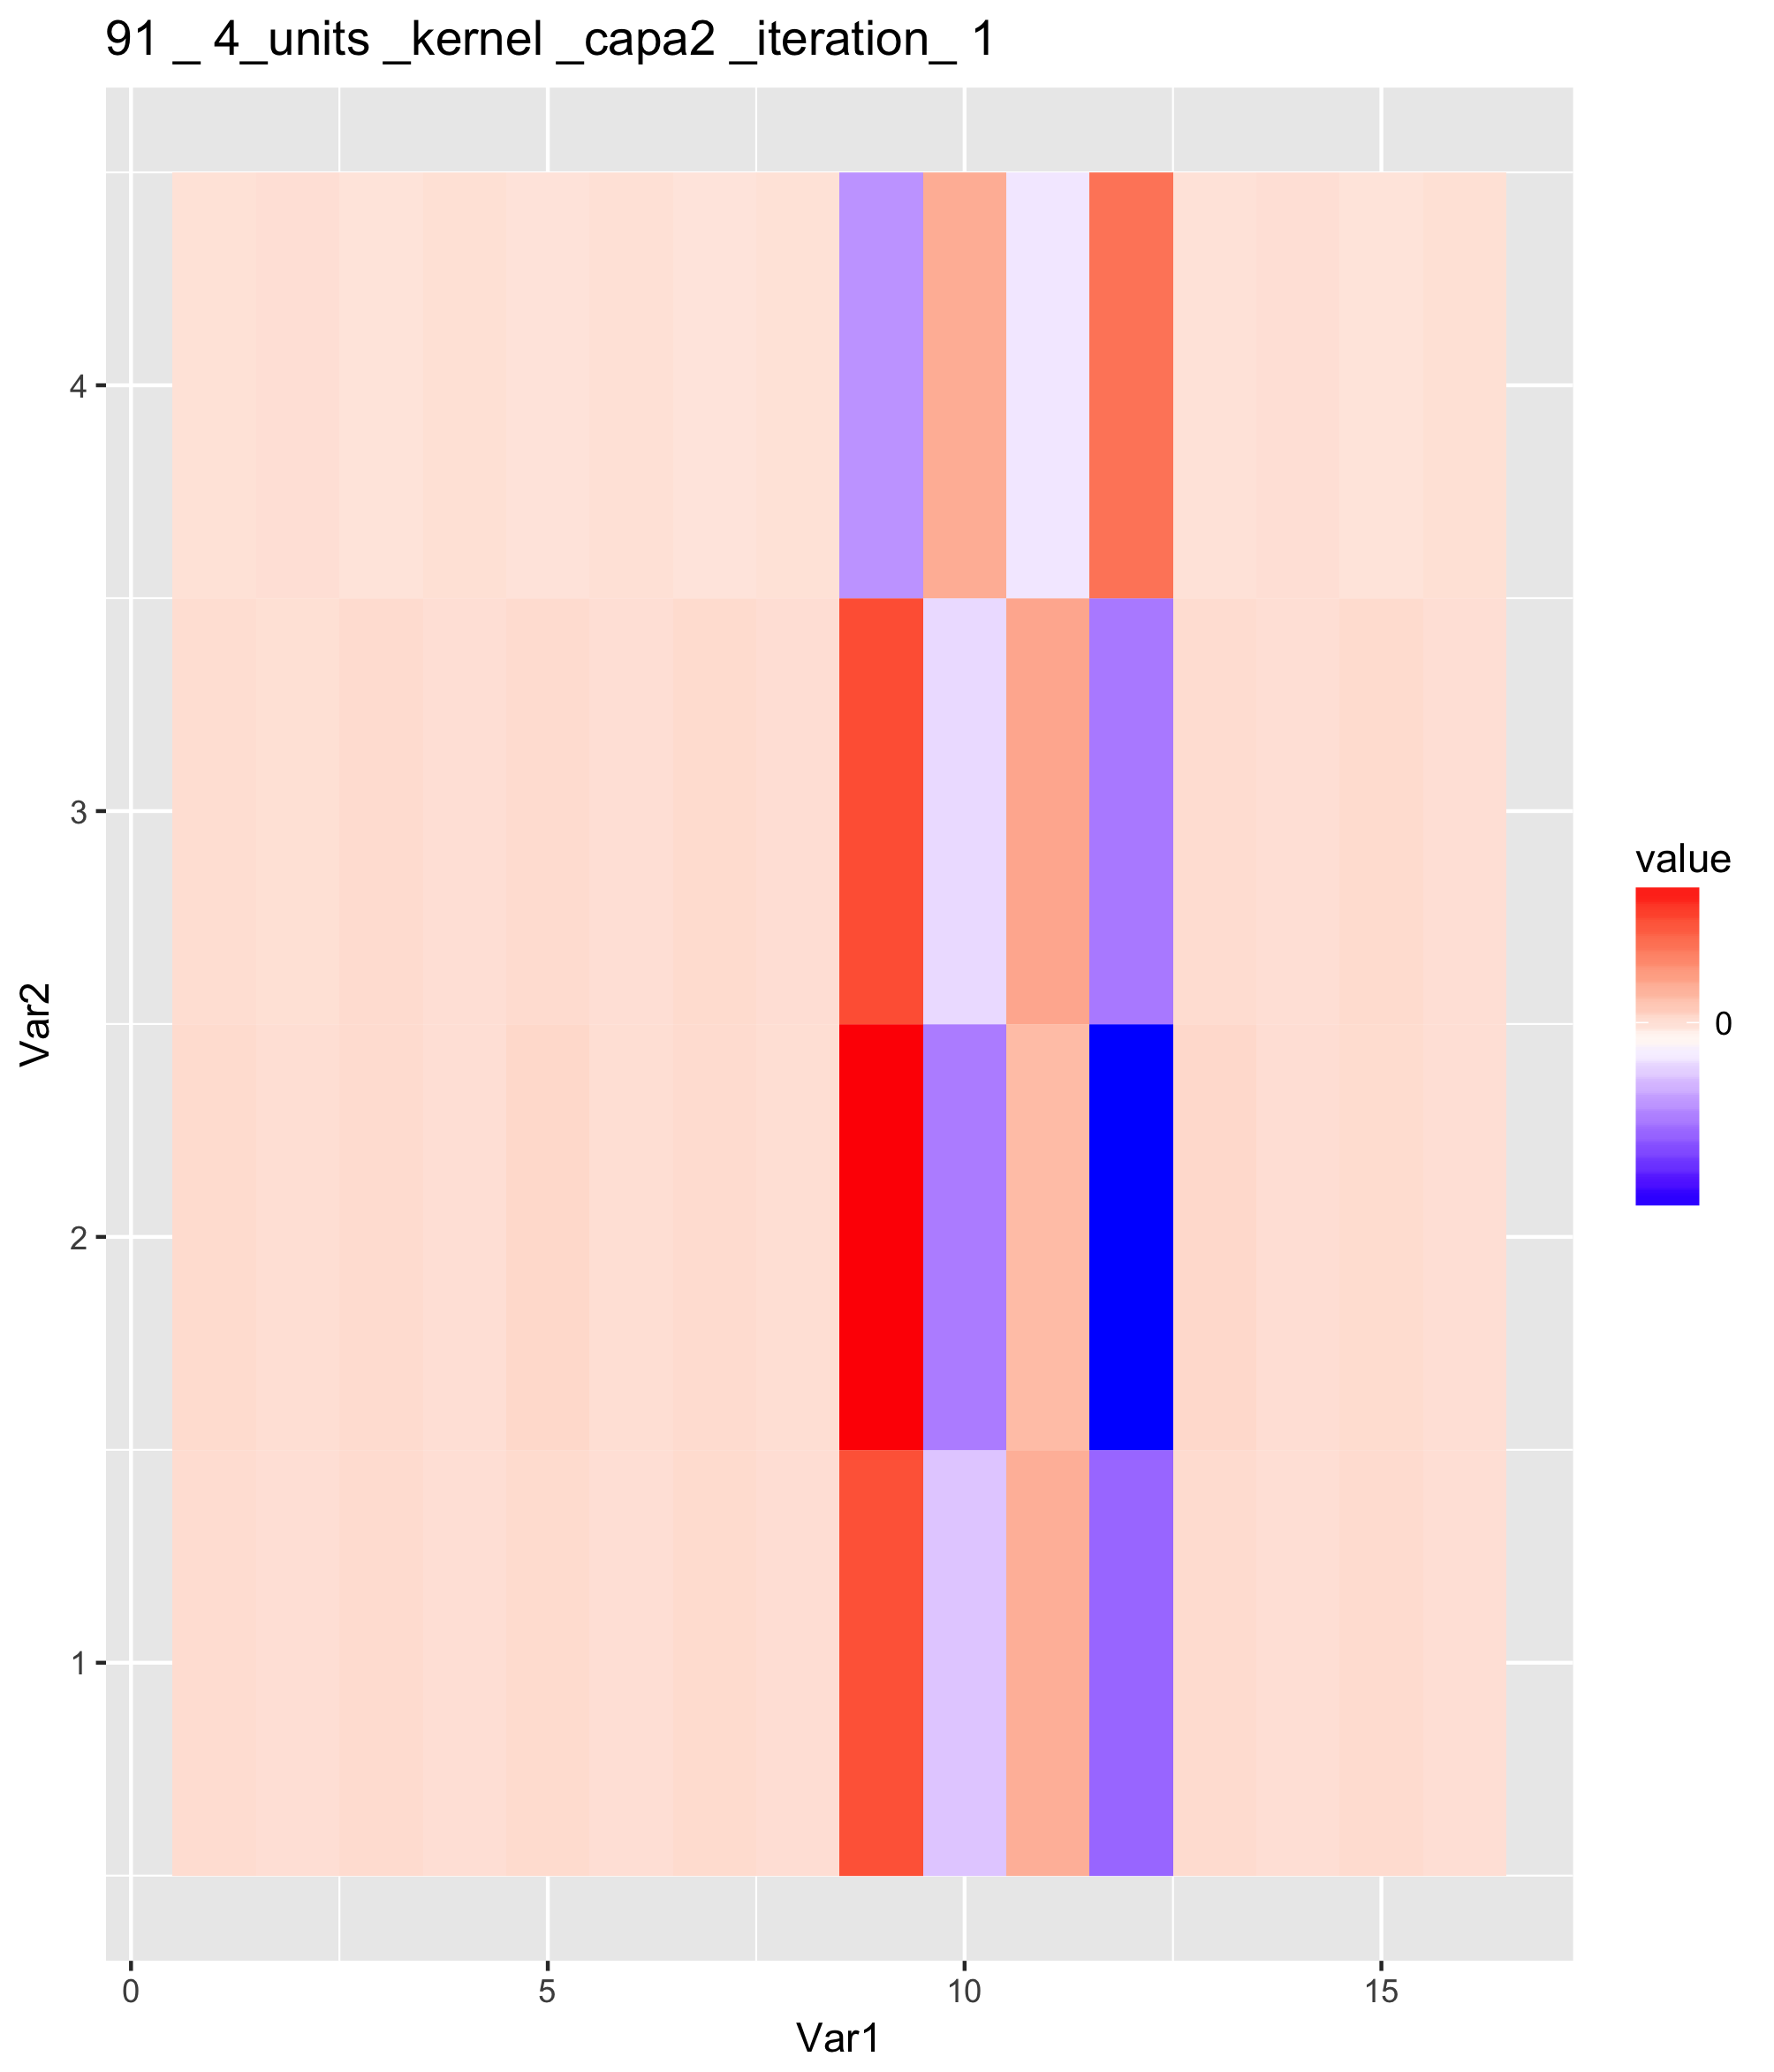 91 _ 4_units _kernel _capa2 _iteration_ 1
4
3
2
1
Var2
0
5
10
15
Var1
value
0